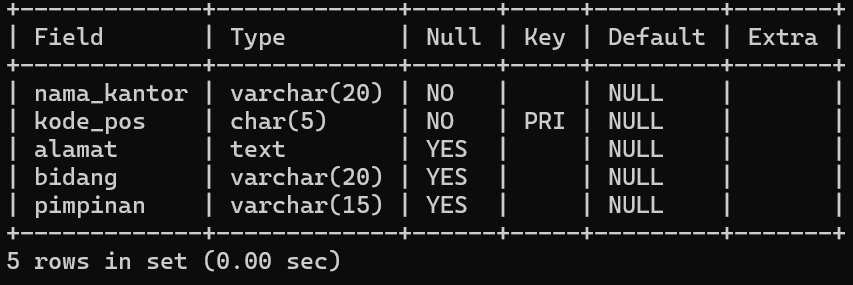 +-------------+-------------+------+-----+---------+-------+
| Field       | Type        | Null | Key | Default | Extra |
+-------------+-------------+------+-----+---------+-------+
| nama_kantor | varchar(20) | NO   |     | NULL    |       |
| kode_pos    | char(5)     | NO   | PRI | NULL    |       |
| alamat      | text        | YES  |     | NULL    |       |
| bidang      | varchar(20) | YES  |     | NULL    |       |
| pimpinan    | varchar(15) | YES  |     | NULL    |       |
+-------------+-------------+------+-----+---------+-------+
5 rows in set (0.00 sec)